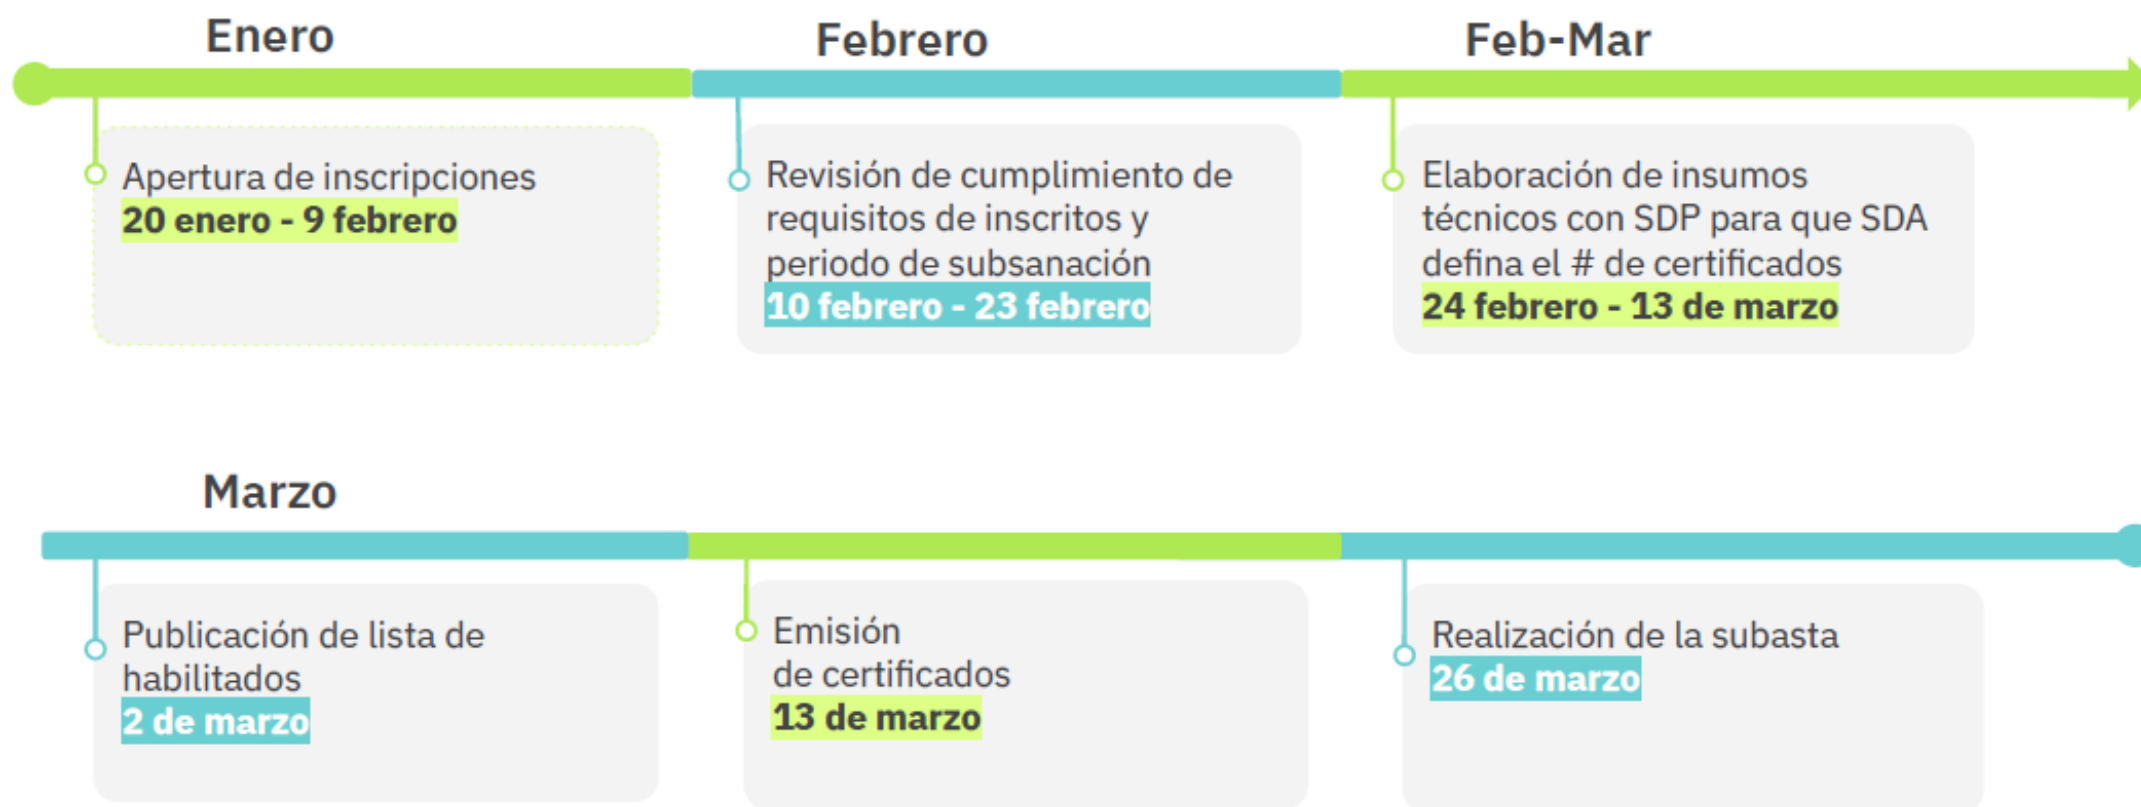 Enero
Febrero
Feb-Mar
Apertura de inscripciones
20 enero - 9 febrero
Revisión de cumplimiento de
requisitos de inscritos y
periodo de subsanación
10 febrero - 23 febrero
Elaboración de insumos
técnicos con SDP para que SDA
defina el # de certificados
24 febrero - 13 de marzo
Marzo
Publicación de lista de
habilitados
2 de marzo
Emisión
de certificados
13 de marzo
Realización de la subasta
26 de marzo